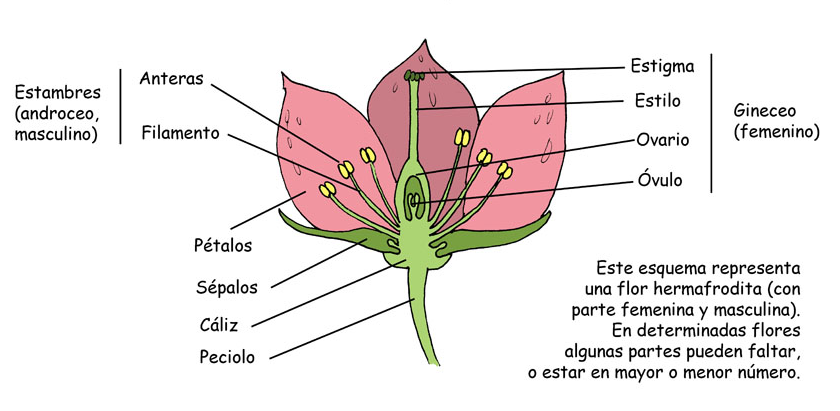 Estambres
(androceo,
masculino)
Anteras
Filamento
Pétalos
Sépalos
Cáliz
Peciolo
Estigma
Estilo
Ovario
Óvulo
Gineceo
(femenino)
Este esquema representa
una flor hermafrodita (con
parte femenina y masculina).
En determinadas flores
algunas partes pueden faltar,
o estar en mayor o menor número.